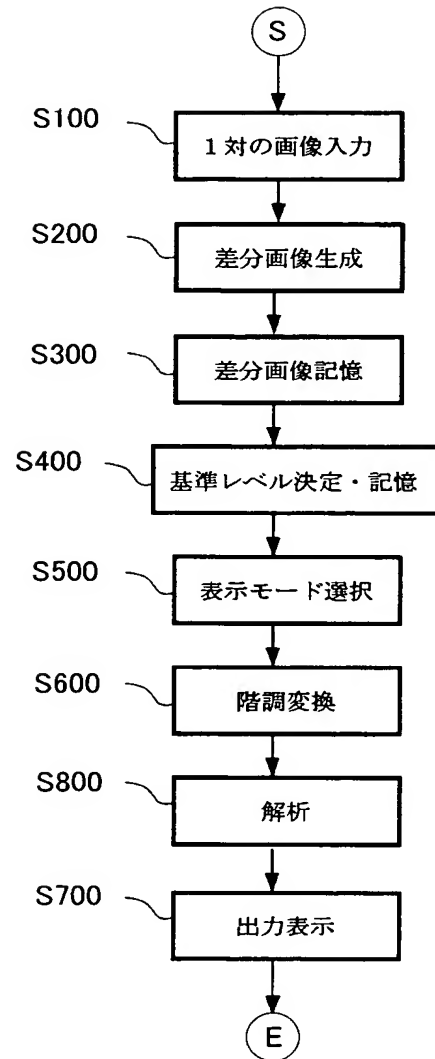 S
S100
1対の画像入力
S200
差分画像生成
S300
差分画像記憶
S400
基準レベル決定・記憶
S500
表示モード選択
S600
階調変換
S800
解析
S700
出力表示
E